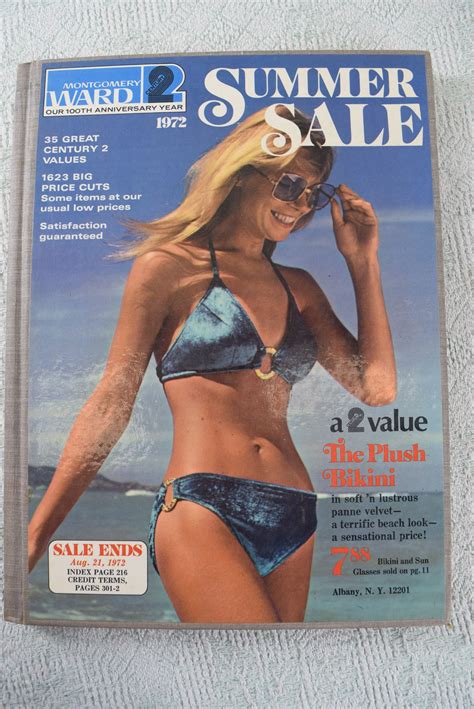 MONTGOMERY
WARD 2
OUR 100TH ANNIVERSARY YEAR
1972
SUMMER
SALE
35 GREAT
CENTURY 2
VALUES
1623 BIG
PRICE CUTS
Some items at our
usual low prices
Satisfaction
guaranteed
a 2 value
The Plush
Bikini
in soft 'n lustrous
panne velvet—
a terrific beach look—
a sensational price!
7.88 Bikini and Sun
Glasses sold on pg. 11
Albany, N. Y. 12201
SALE ENDS
Aug. 21, 1972
INDEX PAGE 216
CREDIT TERMS,
PAGES 301-2